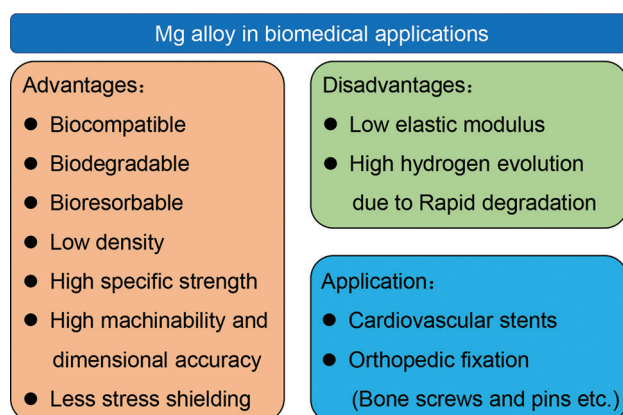 Mg alloy in biomedical applications
Advantages：
● Biocompatible
● Biodegradable
● Bioresorbable
● Low density
● High specific strength
● High machinability and
dimensional accuracy
● Less stress shielding
Disadvantages：
● Low elastic modulus
● High hydrogen evolution
due to Rapid degradation
Application：
● Cardiovascular stents
● Orthopedic fixation
(Bone screws and pins etc.)